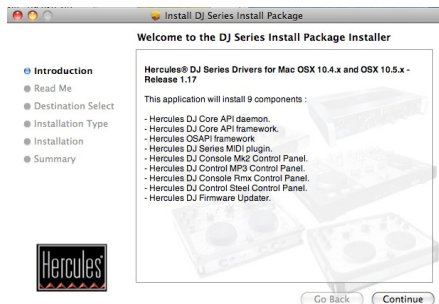 Install DJ Series Install Package
Welcome to the DJ Series Install Package Installer
Introduction
Read Me
Destination Select
Installation Type
Installation
Summary
Hercules® DJ Series Drivers for Mac OSX 10.4.x and OSX 10.5.x -
Release 1.17
This application will install 9 components :
- Hercules DJ Core API daemon.
- Hercules DJ Core API framework.
- Hercules OSAPI framework
- Hercules DJ Series MIDI plugin.
- Hercules DJ Console Mk2 Control Panel.
- Hercules DJ Control MP3 Control Panel.
- Hercules DJ Console Rmx Control Panel.
- Hercules DJ Control Steel Control Panel.
- Hercules DJ Firmware Updater.
Hercules
Go Back
Continue